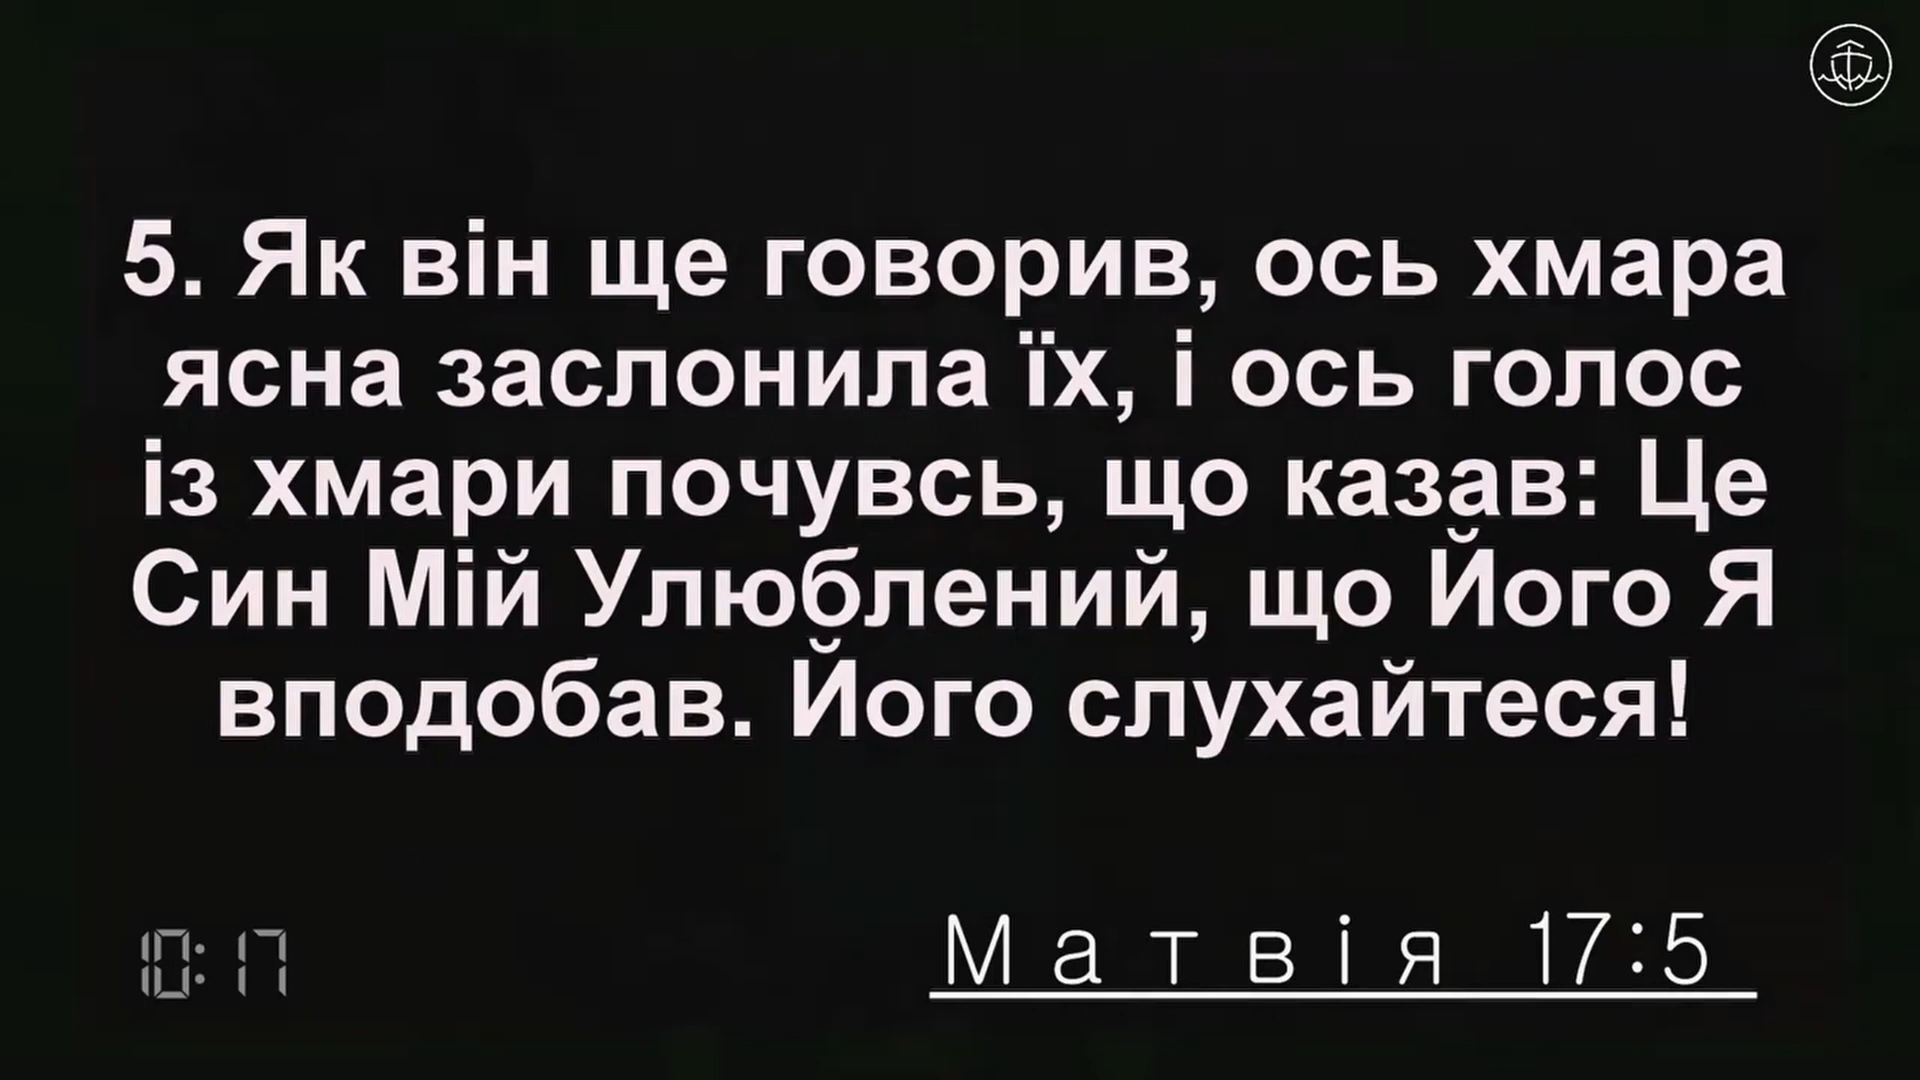 5. Як він ще говорив, ось хмара
ясна заслонила їх, і ось голос
із хмари почувсь, що казав: Це
Син Мій Улюблений, що Його Я
вподобав. Його слухайтеся!
10:17
Матвія 17:5